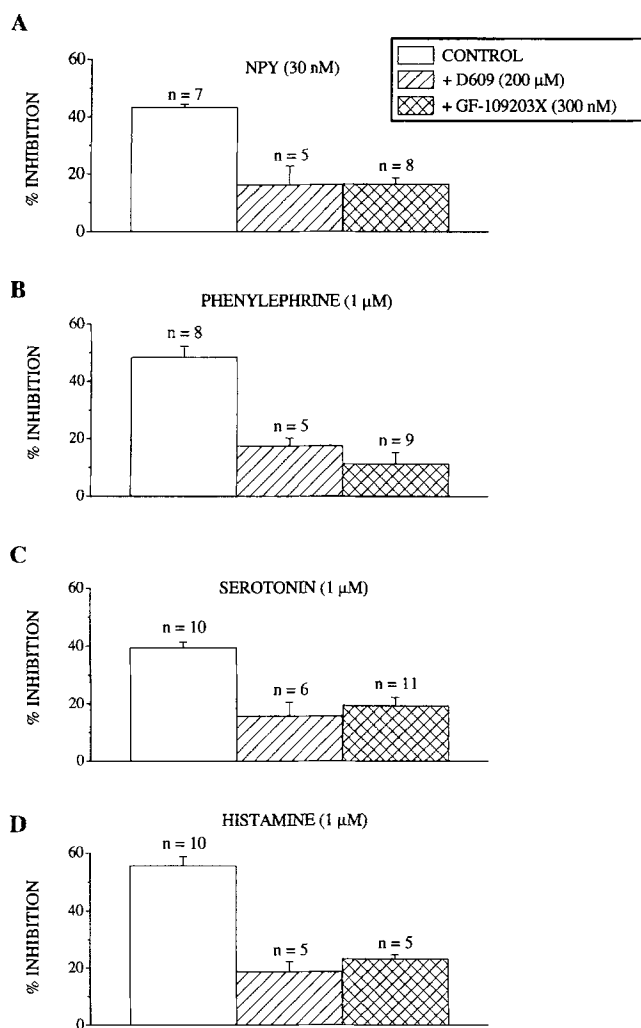 A
NPY (30 nM)
CONTROL
+ D609 (200 μM)
+ GF-109203X (300 nM)
% INHIBITION
60
40
20
0
n = 7
n = 5
n = 8
B
PHENYLEPHRINE (1 μM)
% INHIBITION
60
40
20
0
n = 8
n = 5
n = 9
C
SEROTONIN (1 μM)
% INHIBITION
60
40
20
0
n = 10
n = 6
n = 11
D
HISTAMINE (1 μM)
% INHIBITION
60
40
20
0
n = 10
n = 5
n = 5